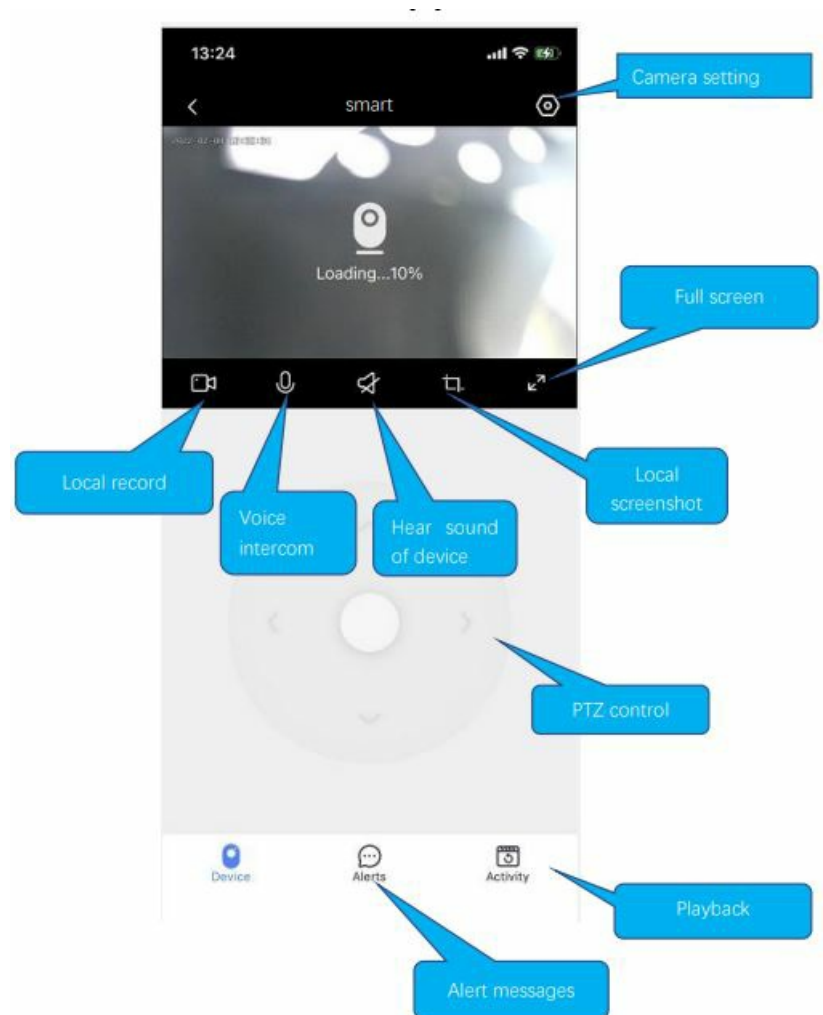 13:24
Camera setting
smart
Loading...10%
Full screen
Local record
Voice
intercom
Hear sound
of device
Local
screenshot
PTZ control
Device
Alerts
Activity
Playback
Alert messages